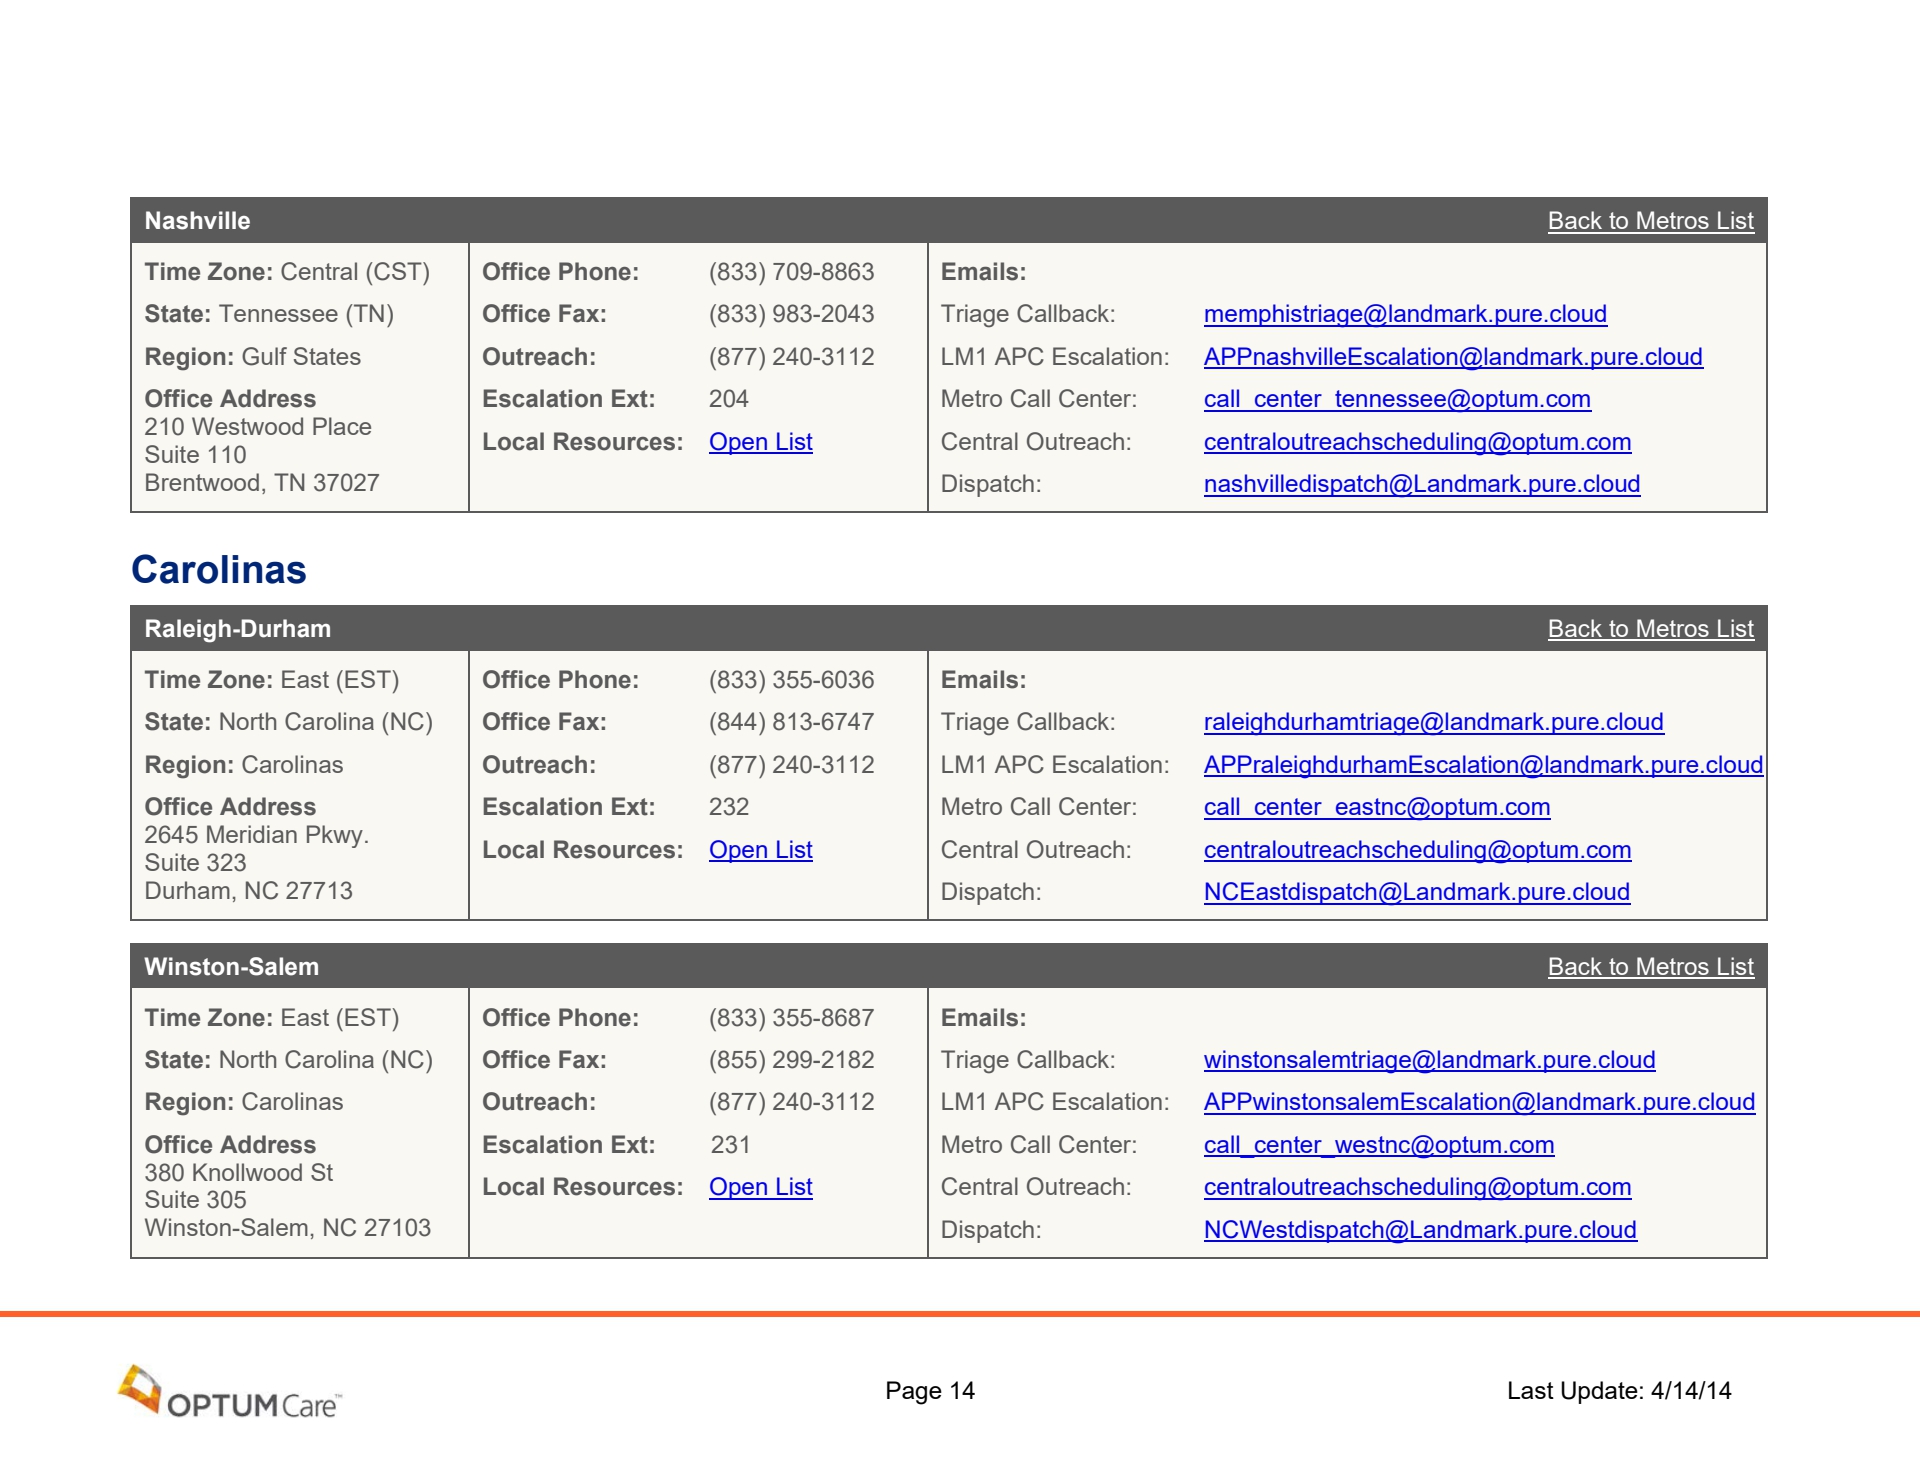 Nashville Back to Metros List
Time Zone: Central (CST)
State: Tennessee (TN)
Region: Gulf States
Office Address
210 Westwood Place
Suite 110
Brentwood, TN 37027
Office Phone: (833) 709-8863
Office Fax: (833) 983-2043
Outreach: (877) 240-3112
Escalation Ext: 204
Local Resources: Open List
Emails:
Triage Callback: memphistriage@landmark.pure.cloud
LM1 APC Escalation: APPnashvilleEscalation@landmark.pure.cloud
Metro Call Center: call_center_tennessee@optum.com
Central Outreach: centraloutreachscheduling@optum.com
Dispatch: nashvilledispatch@Landmark.pure.cloud
Carolinas
Raleigh-Durham Back to Metros List
Time Zone: East (EST)
State: North Carolina (NC)
Region: Carolinas
Office Address
2645 Meridian Pkwy.
Suite 323
Durham, NC 27713
Office Phone: (833) 355-6036
Office Fax: (844) 813-6747
Outreach: (877) 240-3112
Escalation Ext: 232
Local Resources: Open List
Emails:
Triage Callback: raleighdurhamtriage@landmark.pure.cloud
LM1 APC Escalation: APPraleighdurhamEscalation@landmark.pure.cloud
Metro Call Center: call_center_eastnc@optum.com
Central Outreach: centraloutreachscheduling@optum.com
Dispatch: NCEastdispatch@Landmark.pure.cloud
Winston-Salem Back to Metros List
Time Zone: East (EST)
State: North Carolina (NC)
Region: Carolinas
Office Address
380 Knollwood St
Suite 305
Winston-Salem, NC 27103
Office Phone: (833) 355-8687
Office Fax: (855) 299-2182
Outreach: (877) 240-3112
Escalation Ext: 231
Local Resources: Open List
Emails:
Triage Callback: winstonsalemtriage@landmark.pure.cloud
LM1 APC Escalation: APPwinstonsalemEscalation@landmark.pure.cloud
Metro Call Center: call_center_westnc@optum.com
Central Outreach: centraloutreachscheduling@optum.com
Dispatch: NCWestdispatch@Landmark.pure.cloud
OPTUM Care™ Page 14 Last Update: 4/14/14